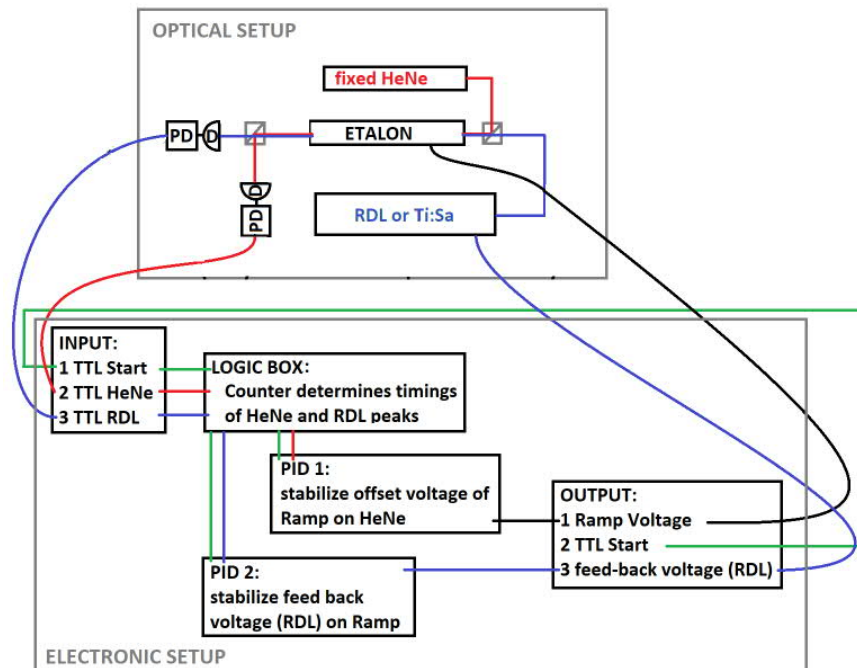 OPTICAL SETUP
fixed HeNe
PD
D
ETALON
D
PD
RDL or Ti:Sa
INPUT:
1 TTL Start
2 TTL HeNe
3 TTL RDL
LOGIC BOX:
Counter determines timings
of HeNe and RDL peaks
PID 1:
stabilize offset voltage of
Ramp on HeNe
OUTPUT:
1 Ramp Voltage
2 TTL Start
3 feed-back voltage (RDL)
PID 2:
stabilize feed back
voltage (RDL) on Ramp
ELECTRONIC SETUP